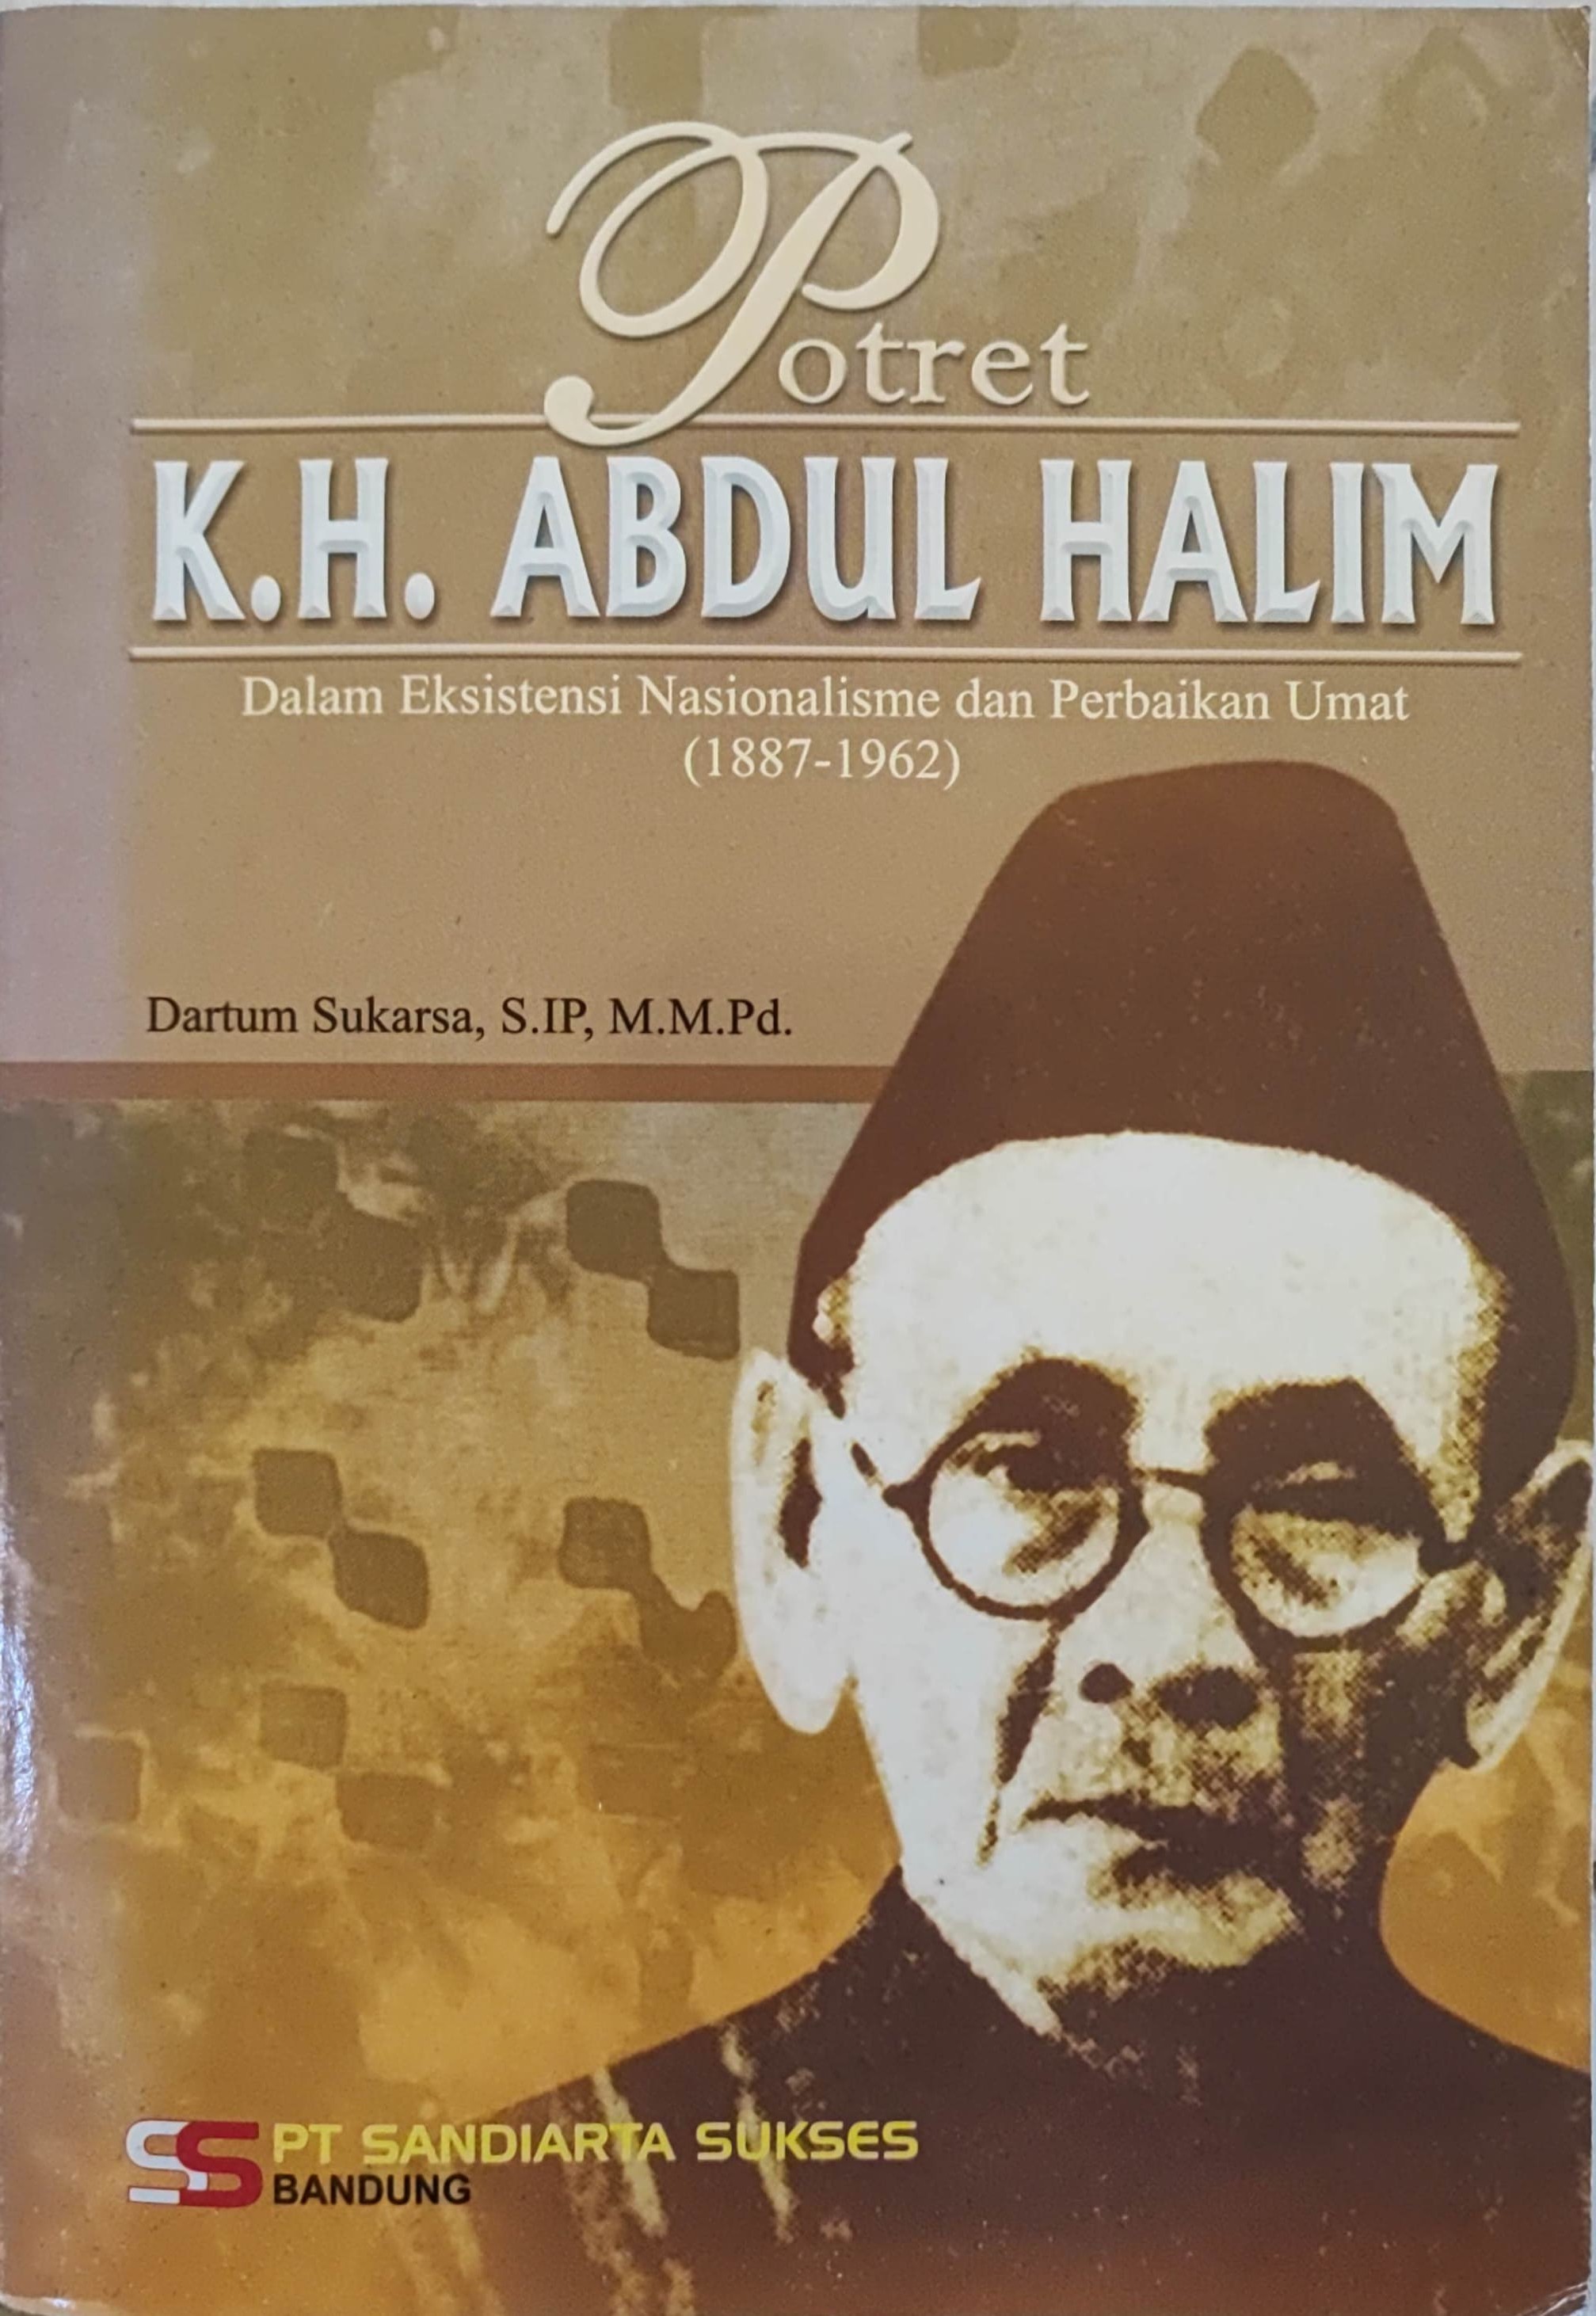 Potret
K.H. ABDUL HALIM
Dalam Eksistensi Nasionalisme dan Perbaikan Umat
(1887-1962)
Dartum Sukarsa, S.IP, M.M.Pd.
SS PT SANDIARTA SUKSES
BANDUNG